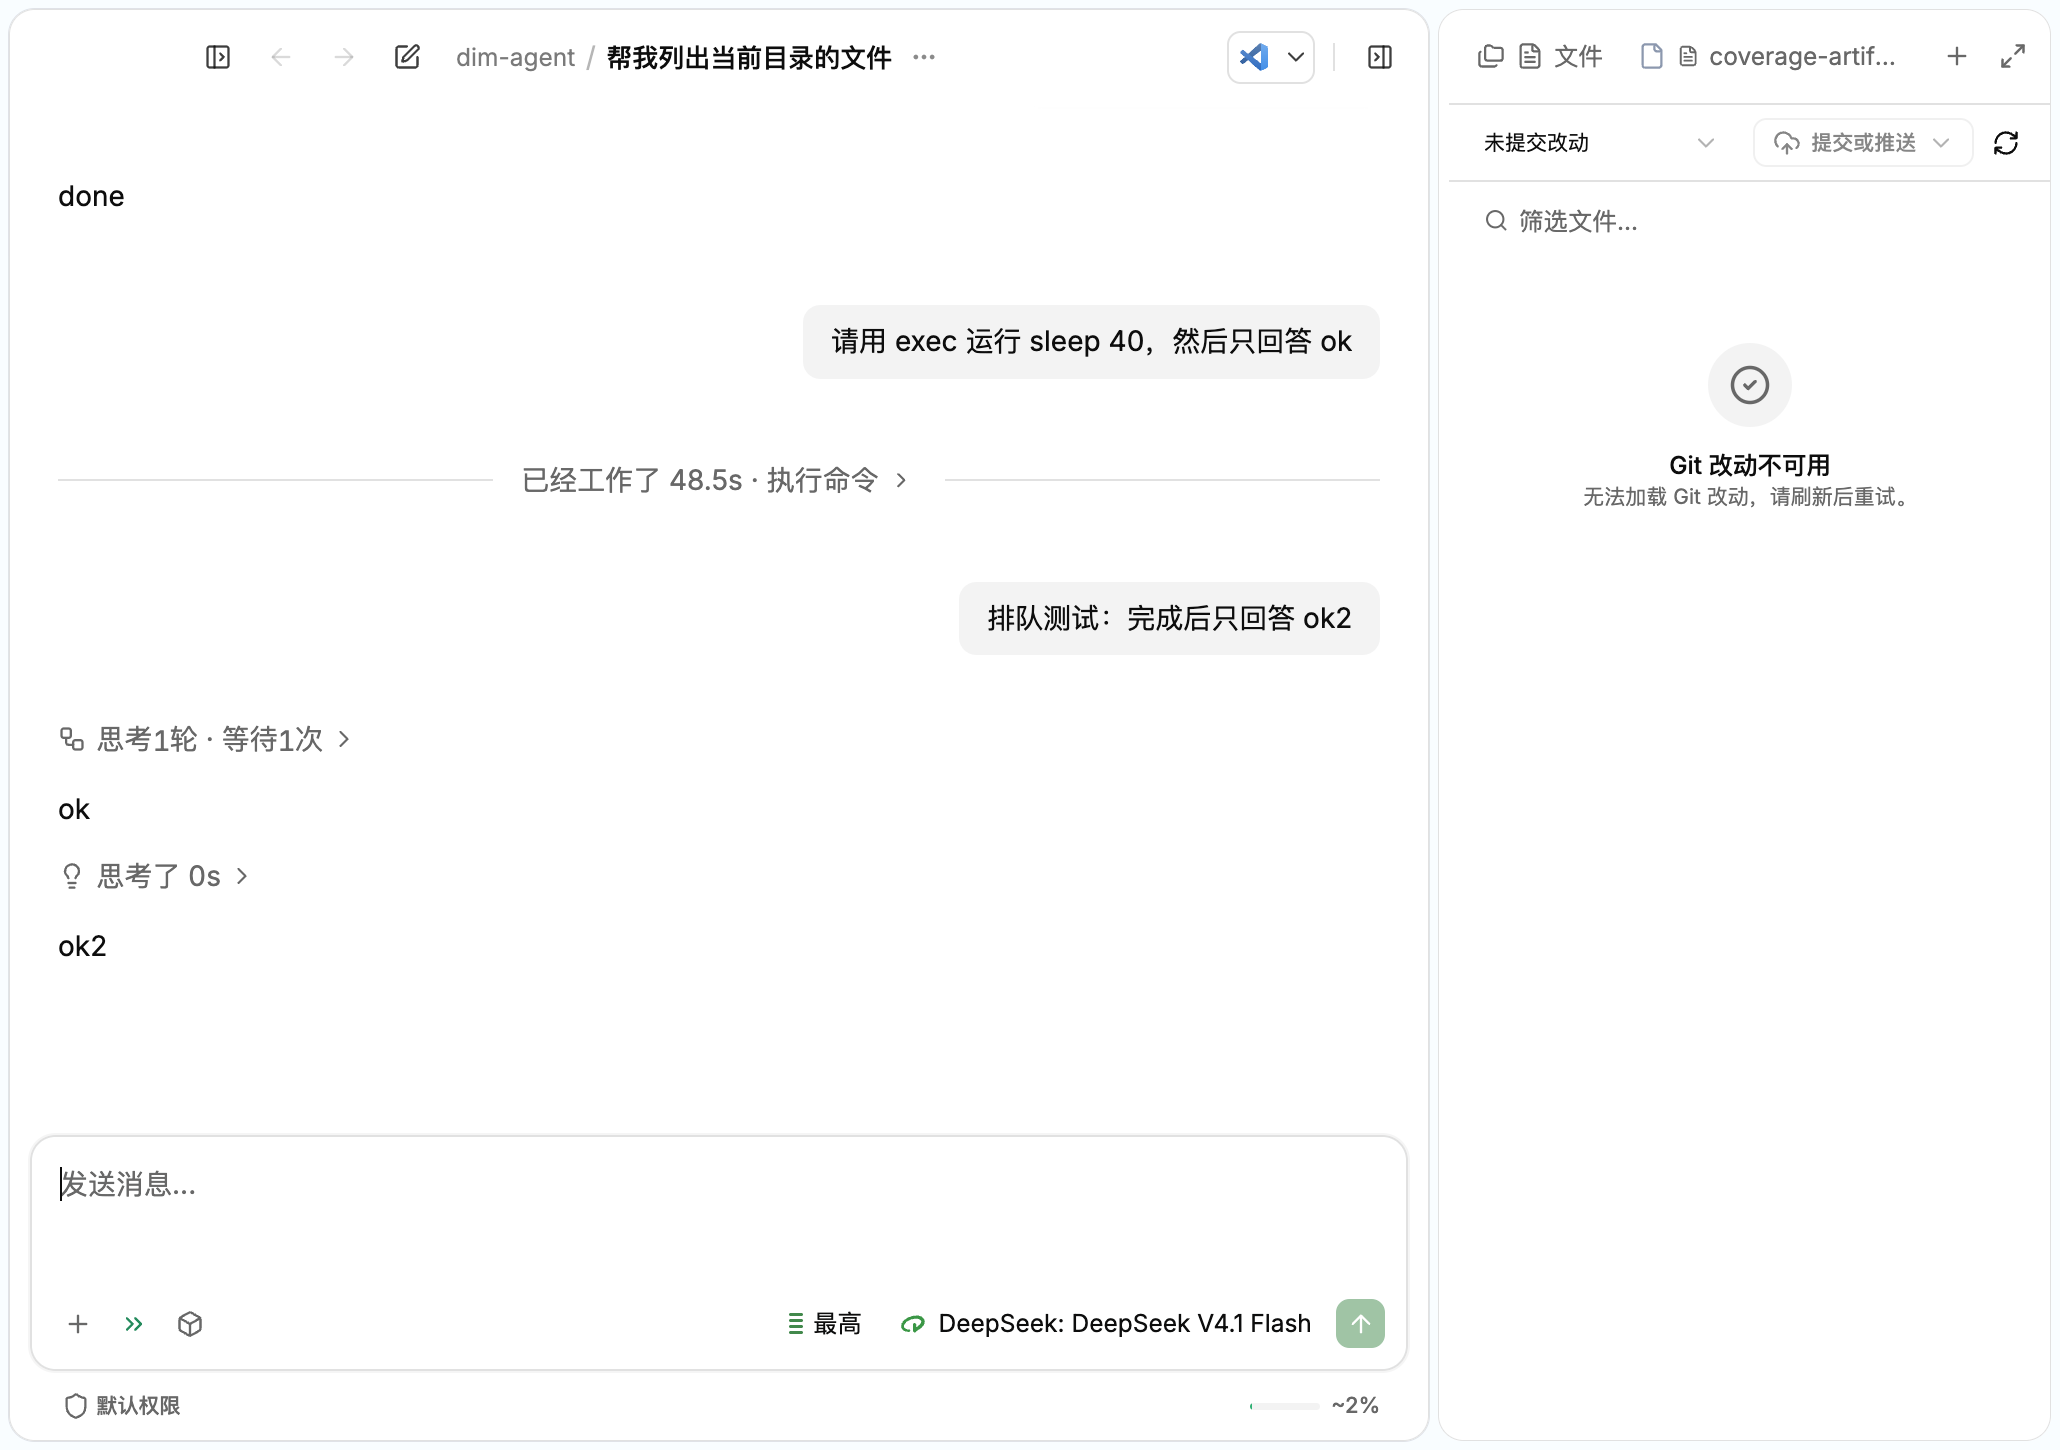 dim-agent / 帮我列出当前目录的文件 ···
done
请用 exec 运行 sleep 40，然后只回答 ok
已经工作了 48.5s · 执行命令
排队测试：完成后只回答 ok2
思考1轮 · 等待1次
ok
思考了 0s
ok2
发送消息...
最高
DeepSeek: DeepSeek V4.1 Flash
默认权限
~2%
文件
coverage-artif...
未提交改动
提交或推送
筛选文件...
Git 改动不可用
无法加载 Git 改动，请刷新后重试。